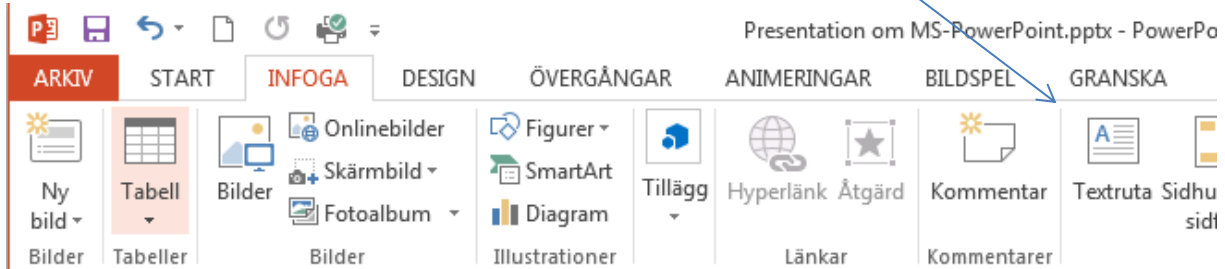 Presentation om MS-PowerPoint.pptx - PowerPo
ARKIV START INFOGA DESIGN ÖVERGÅNGAR ANIMERINGAR BILDSPEL GRANSKA
Ny bild
Tabell
Bilder
Onlinebilder
Skärmbild
Fotoalbum
Figurer
SmartArt
Diagram
Tillägg
Hyperlänk
Åtgärd
Kommentar
Textruta
Sidhu
sidf
Bilder Tabeller Bilder Illustrationer Länkar Kommentarer